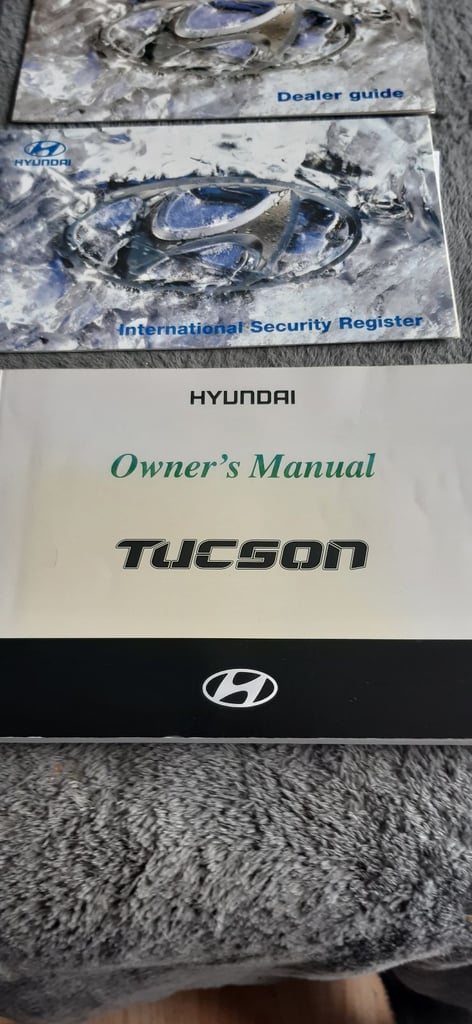 Dealer guide
HYUNDAI
International Security Register
HYUNDAI
Owner's Manual
TUCSON